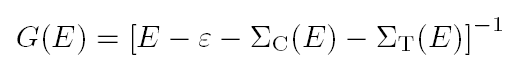 G(E) = [E − ε − Σ_C(E) − Σ_T(E)]^{−1}